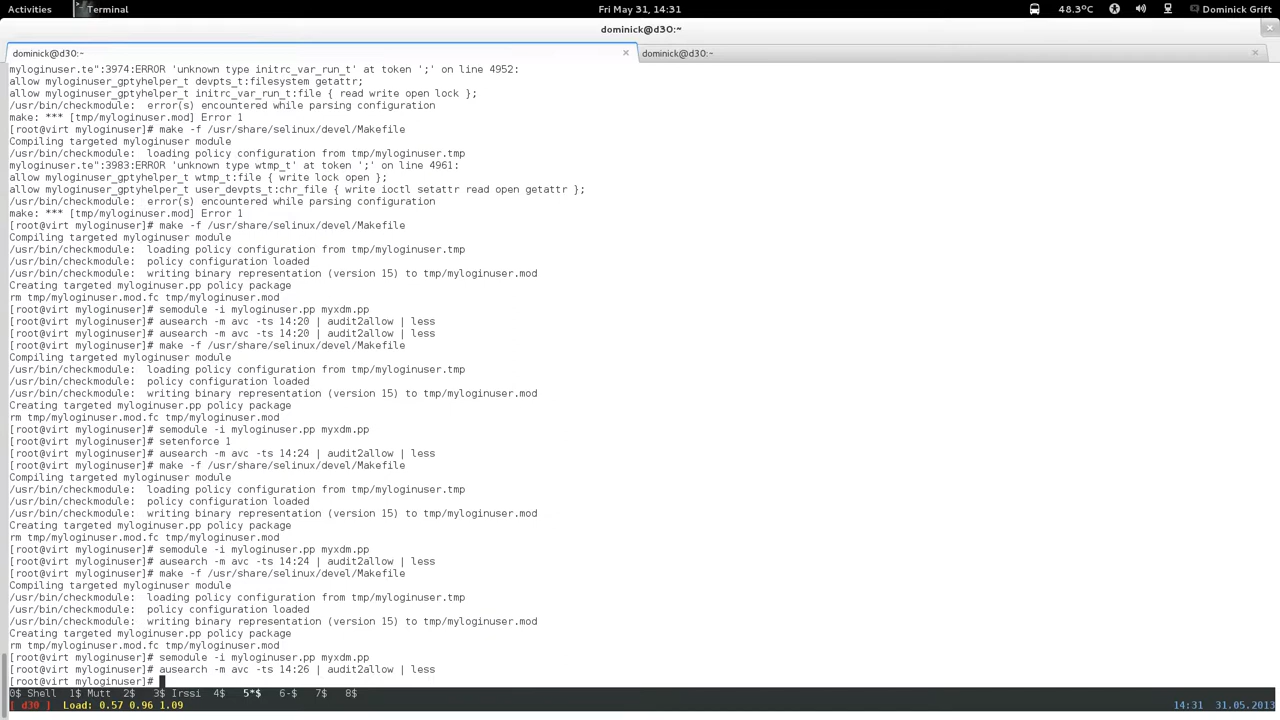 Activities Terminal Fri May 31, 14:31 48.3°C Dominick Grift
dominick@d30:~
dominick@d30:~ dominick@d30:~
myloginuser.te":3974:ERROR 'unknown type initrc_var_run_t' at token ';' on line 4952:
allow myloginuser_gptyhelper_t devpts_t:filesystem getattr;
allow myloginuser_gptyhelper_t initrc_var_run_t:file { read write open lock };
/usr/bin/checkmodule:  error(s) encountered while parsing configuration
make: *** [tmp/myloginuser.mod] Error 1
[root@virt myloginuser]# make -f /usr/share/selinux/devel/Makefile
Compiling targeted myloginuser module
/usr/bin/checkmodule:  loading policy configuration from tmp/myloginuser.tmp
myloginuser.te":3983:ERROR 'unknown type wtmp_t' at token ';' on line 4961:
allow myloginuser_gptyhelper_t wtmp_t:file { write lock open };
allow myloginuser_gptyhelper_t user_devpts_t:chr_file { write ioctl setattr read open getattr };
/usr/bin/checkmodule:  error(s) encountered while parsing configuration
make: *** [tmp/myloginuser.mod] Error 1
[root@virt myloginuser]# make -f /usr/share/selinux/devel/Makefile
Compiling targeted myloginuser module
/usr/bin/checkmodule:  loading policy configuration from tmp/myloginuser.tmp
/usr/bin/checkmodule:  policy configuration loaded
/usr/bin/checkmodule:  writing binary representation (version 15) to tmp/myloginuser.mod
Creating targeted myloginuser.pp policy package
rm tmp/myloginuser.mod.fc tmp/myloginuser.mod
[root@virt myloginuser]# semodule -i myloginuser.pp myxdm.pp
[root@virt myloginuser]# ausearch -m avc -ts 14:20 | audit2allow | less
[root@virt myloginuser]# ausearch -m avc -ts 14:20 | audit2allow | less
[root@virt myloginuser]# make -f /usr/share/selinux/devel/Makefile
Compiling targeted myloginuser module
/usr/bin/checkmodule:  loading policy configuration from tmp/myloginuser.tmp
/usr/bin/checkmodule:  policy configuration loaded
/usr/bin/checkmodule:  writing binary representation (version 15) to tmp/myloginuser.mod
Creating targeted myloginuser.pp policy package
rm tmp/myloginuser.mod.fc tmp/myloginuser.mod
[root@virt myloginuser]# semodule -i myloginuser.pp myxdm.pp
[root@virt myloginuser]# setenforce 1
[root@virt myloginuser]# ausearch -m avc -ts 14:24 | audit2allow | less
[root@virt myloginuser]# make -f /usr/share/selinux/devel/Makefile
Compiling targeted myloginuser module
/usr/bin/checkmodule:  loading policy configuration from tmp/myloginuser.tmp
/usr/bin/checkmodule:  policy configuration loaded
/usr/bin/checkmodule:  writing binary representation (version 15) to tmp/myloginuser.mod
Creating targeted myloginuser.pp policy package
rm tmp/myloginuser.mod.fc tmp/myloginuser.mod
[root@virt myloginuser]# semodule -i myloginuser.pp myxdm.pp
[root@virt myloginuser]# ausearch -m avc -ts 14:24 | audit2allow | less
[root@virt myloginuser]# make -f /usr/share/selinux/devel/Makefile
Compiling targeted myloginuser module
/usr/bin/checkmodule:  loading policy configuration from tmp/myloginuser.tmp
/usr/bin/checkmodule:  policy configuration loaded
/usr/bin/checkmodule:  writing binary representation (version 15) to tmp/myloginuser.mod
Creating targeted myloginuser.pp policy package
rm tmp/myloginuser.mod.fc tmp/myloginuser.mod
[root@virt myloginuser]# semodule -i myloginuser.pp myxdm.pp
[root@virt myloginuser]# ausearch -m avc -ts 14:26 | audit2allow | less
[root@virt myloginuser]#
0$ Shell  1$ Mutt  2$  3$ Irssi  4$  5*$  6-$  7$  8$
[ d30 ]  Load: 0.57 0.96 1.09 14:31  31.05.2013